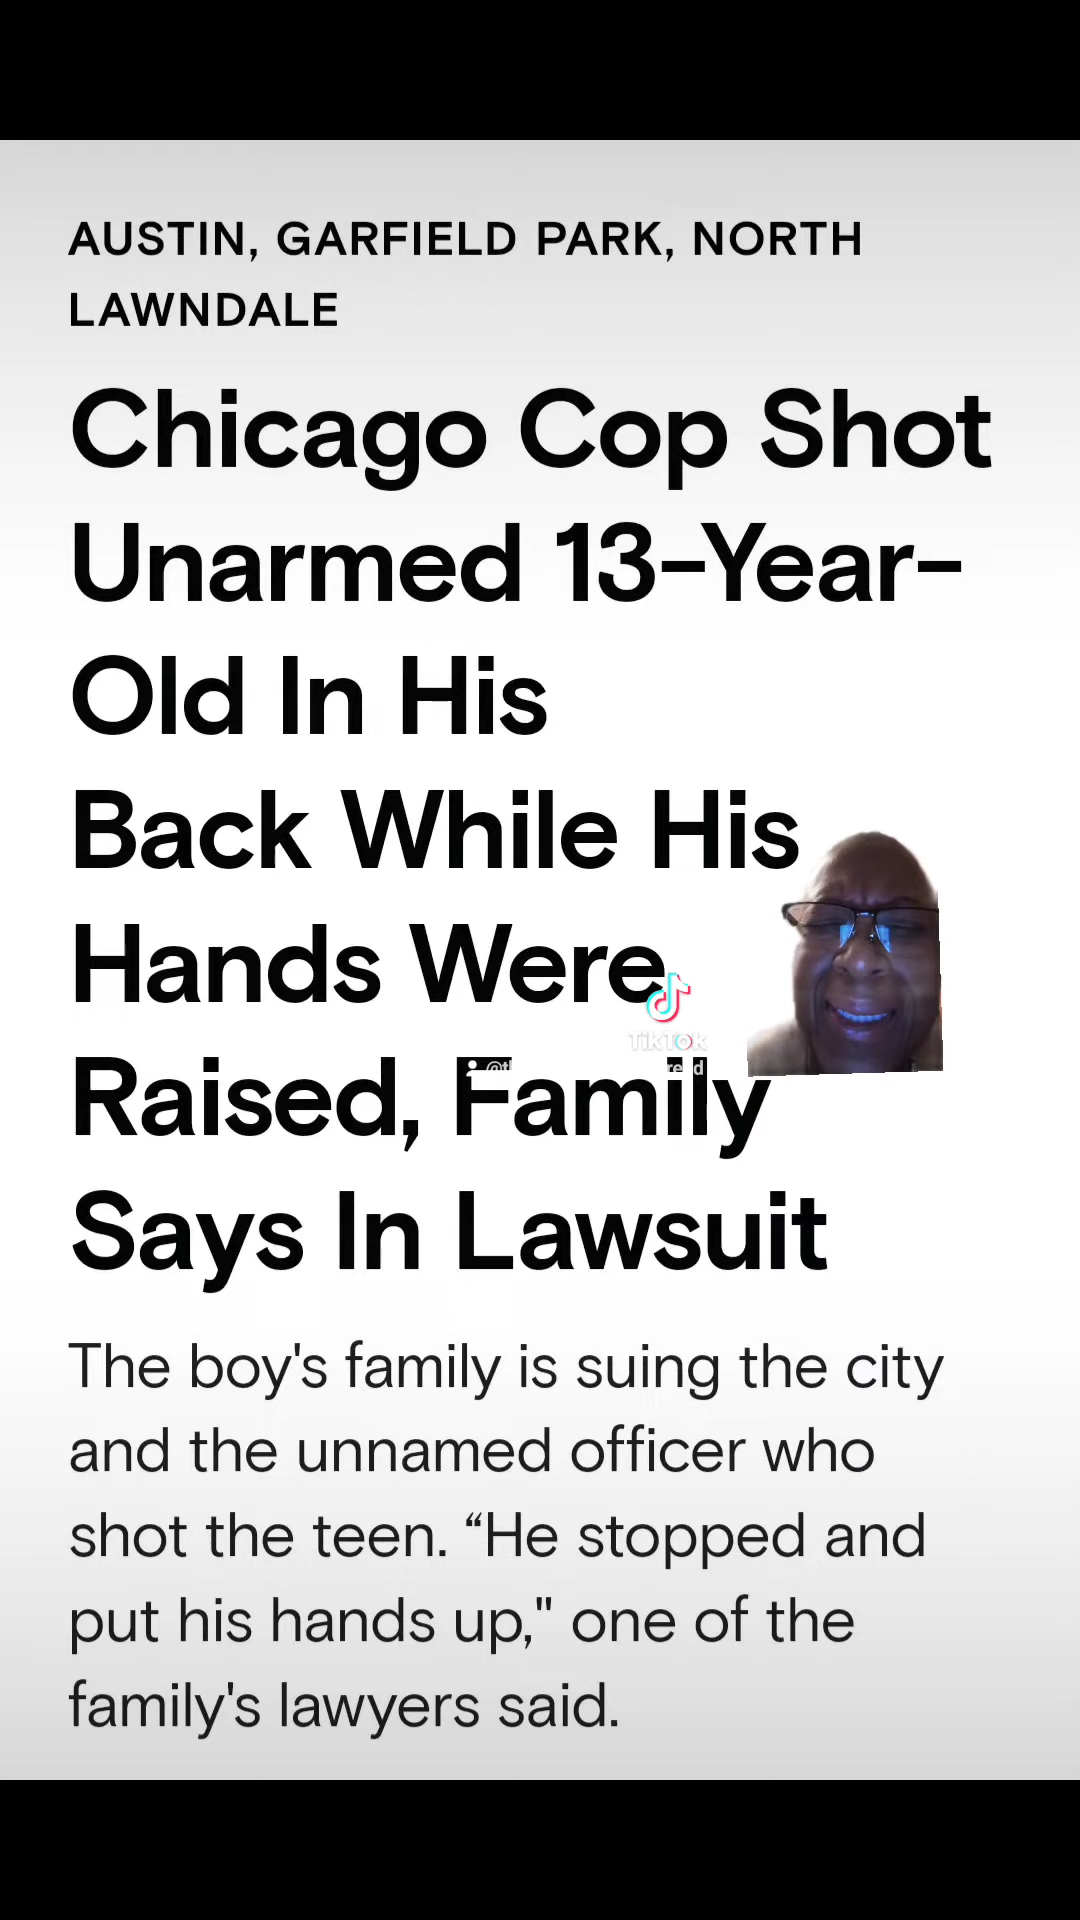 AUSTIN, GARFIELD PARK, NORTH
LAWNDALE
Chicago Cop Shot
Unarmed 13-Year-
Old In His
Back While His
Hands Were
TikTok
Raised, Family
Says In Lawsuit
The boy's family is suing the city
and the unnamed officer who
shot the teen. “He stopped and
put his hands up," one of the
family's lawyers said.